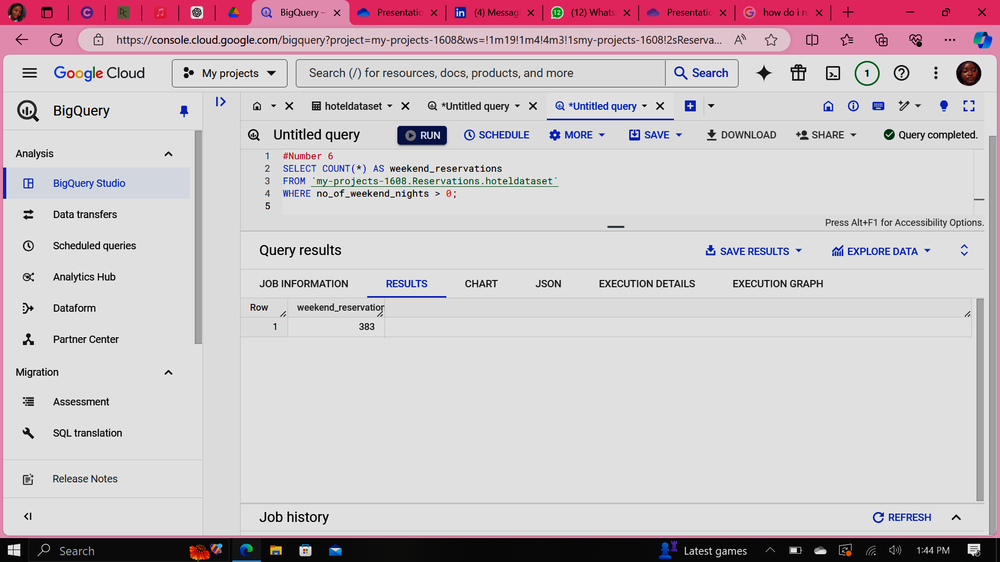 BigQuery –
Presentatio
(4) Messag
12
(12) Whats
Presentatic
how do i ru
https://console.cloud.google.com/bigquery?project=my-projects-1608&ws=!1m19!1m4!4m3!1smy-projects-1608!2sReserva...
Google Cloud
My projects
Search (/) for resources, docs, products, and more
Search
1
BigQuery
hoteldataset
*Untitled query
*Untitled query
Untitled query
RUN
SCHEDULE
MORE
SAVE
DOWNLOAD
SHARE
Query completed.
Analysis
BigQuery Studio
Data transfers
Scheduled queries
Analytics Hub
Dataform
Partner Center
Migration
Assessment
SQL translation
Release Notes
1 #Number 6
2 SELECT COUNT(*) AS weekend_reservations
3 FROM `my-projects-1608.Reservations.hoteldataset`
4 WHERE no_of_weekend_nights > 0;
5
Press Alt+F1 for Accessibility Options.
Query results
SAVE RESULTS
EXPLORE DATA
JOB INFORMATION
RESULTS
CHART
JSON
EXECUTION DETAILS
EXECUTION GRAPH
Row weekend_reservation
1 383
Job history
REFRESH
Search
Latest games
1:44 PM